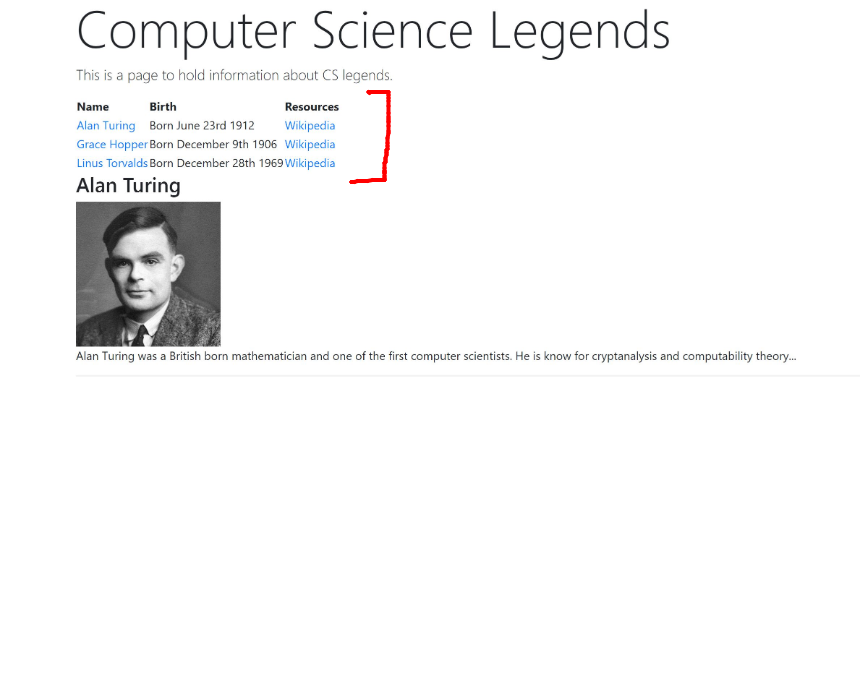 Computer Science Legends
This is a page to hold information about CS legends.
Name Birth Resources
Alan Turing Born June 23rd 1912 Wikipedia
Grace Hopper Born December 9th 1906 Wikipedia
Linus Torvalds Born December 28th 1969 Wikipedia
Alan Turing
Alan Turing was a British born mathematician and one of the first computer scientists. He is know for cryptanalysis and computability theory...